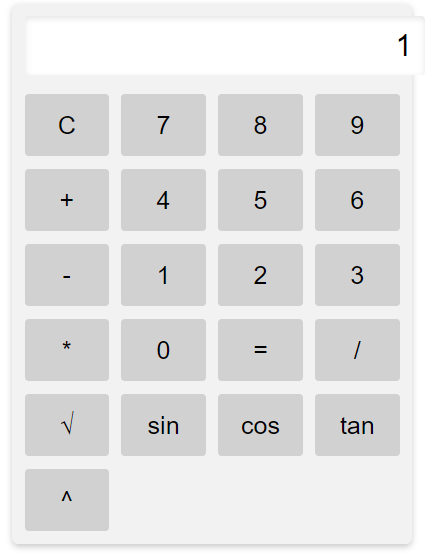 1
C 7 8 9
+ 4 5 6
- 1 2 3
* 0 = /
√ sin cos tan
^